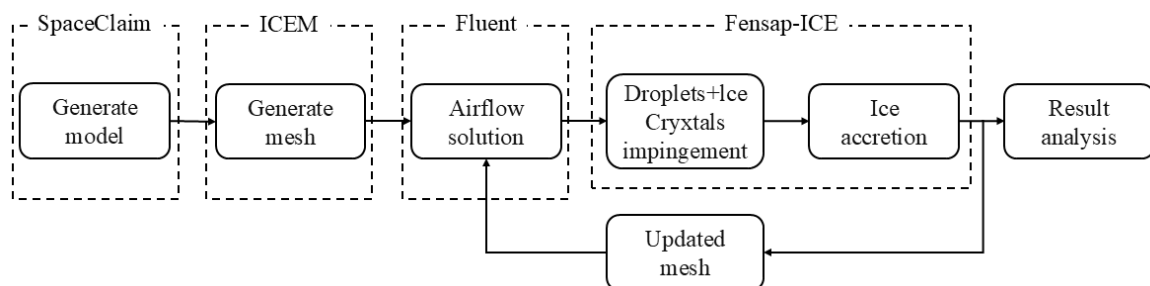 SpaceClaim
ICEM
Fluent
Fensap-ICE
Generate
model
Generate
mesh
Airflow
solution
Droplets+Ice
Cryxtals
impingement
Ice
accretion
Result
analysis
Updated
mesh